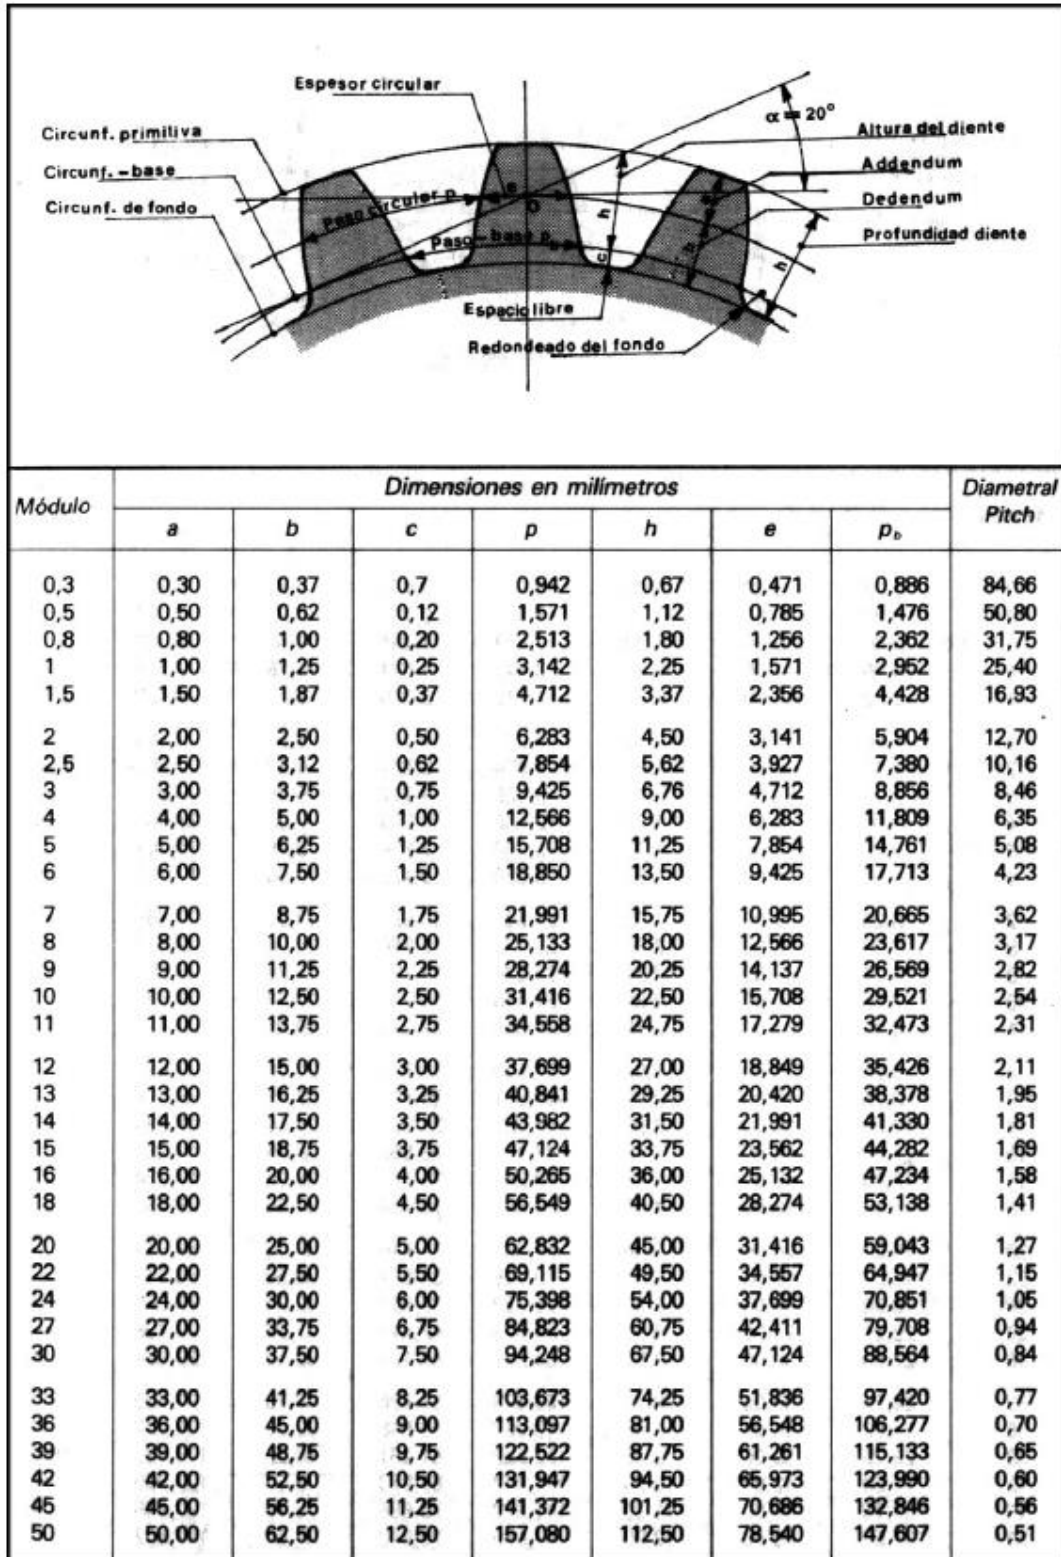 Espesor circular
α = 20°
Circunf. primiliva
Altura del diente
Circunf. - base
Addendum
Circunf. de fondo
Dedendum
Paso circular p
e
O
h
Profundidad diente
Paso - base p b
c
b
h
Espacio libre
Redondeado del fondo
Módulo Dimensiones en milímetros Diametral Pitch
a b c p h e p b
0,3 0,30 0,37 0,7 0,942 0,67 0,471 0,886 84,66
0,5 0,50 0,62 0,12 1,571 1,12 0,785 1,476 50,80
0,8 0,80 1,00 0,20 2,513 1,80 1,256 2,362 31,75
1 1,00 1,25 0,25 3,142 2,25 1,571 2,952 25,40
1,5 1,50 1,87 0,37 4,712 3,37 2,356 4,428 16,93
2 2,00 2,50 0,50 6,283 4,50 3,141 5,904 12,70
2,5 2,50 3,12 0,62 7,854 5,62 3,927 7,380 10,16
3 3,00 3,75 0,75 9,425 6,76 4,712 8,856 8,46
4 4,00 5,00 1,00 12,566 9,00 6,283 11,809 6,35
5 5,00 6,25 1,25 15,708 11,25 7,854 14,761 5,08
6 6,00 7,50 1,50 18,850 13,50 9,425 17,713 4,23
7 7,00 8,75 1,75 21,991 15,75 10,995 20,665 3,62
8 8,00 10,00 2,00 25,133 18,00 12,566 23,617 3,17
9 9,00 11,25 2,25 28,274 20,25 14,137 26,569 2,82
10 10,00 12,50 2,50 31,416 22,50 15,708 29,521 2,54
11 11,00 13,75 2,75 34,558 24,75 17,279 32,473 2,31
12 12,00 15,00 3,00 37,699 27,00 18,849 35,426 2,11
13 13,00 16,25 3,25 40,841 29,25 20,420 38,378 1,95
14 14,00 17,50 3,50 43,982 31,50 21,991 41,330 1,81
15 15,00 18,75 3,75 47,124 33,75 23,562 44,282 1,69
16 16,00 20,00 4,00 50,265 36,00 25,132 47,234 1,58
18 18,00 22,50 4,50 56,549 40,50 28,274 53,138 1,41
20 20,00 25,00 5,00 62,832 45,00 31,416 59,043 1,27
22 22,00 27,50 5,50 69,115 49,50 34,557 64,947 1,15
24 24,00 30,00 6,00 75,398 54,00 37,699 70,851 1,05
27 27,00 33,75 6,75 84,823 60,75 42,411 79,708 0,94
30 30,00 37,50 7,50 94,248 67,50 47,124 88,564 0,84
33 33,00 41,25 8,25 103,673 74,25 51,836 97,420 0,77
36 36,00 45,00 9,00 113,097 81,00 56,548 106,277 0,70
39 39,00 48,75 9,75 122,522 87,75 61,261 115,133 0,65
42 42,00 52,50 10,50 131,947 94,50 65,973 123,990 0,60
45 45,00 56,25 11,25 141,372 101,25 70,686 132,846 0,56
50 50,00 62,50 12,50 157,080 112,50 78,540 147,607 0,51